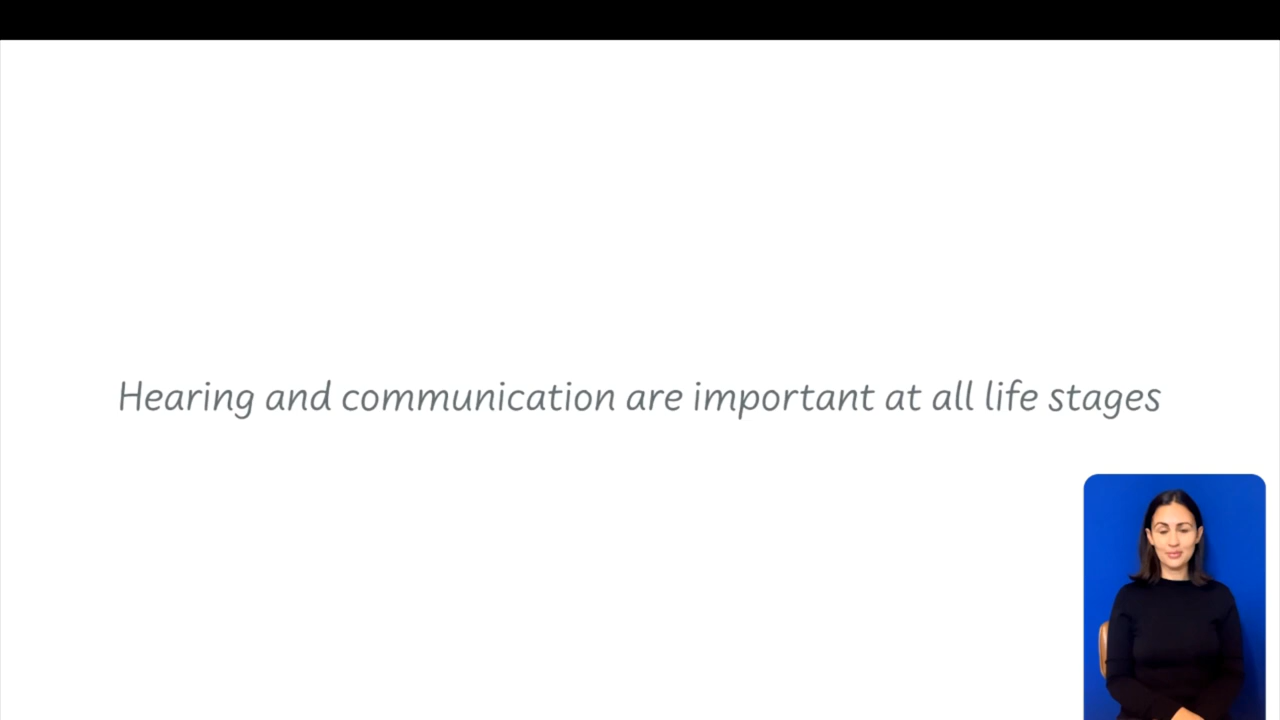 Hearing and communication are important at all life stages